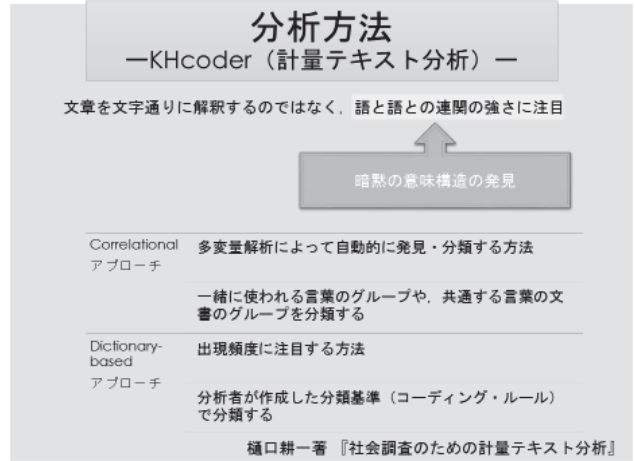 分析方法
ーKHcoder（計量テキスト分析）ー
文章を文字通りに解釈するのではなく，語と語との連関の強さに注目
暗黙の意味構造の発見
Correlational
アプローチ
多変量解析によって自動的に発見・分類する方法
一緒に使われる言葉のグループや，共通する言葉の文
書のグループを分類する
Dictionary-
based
アプローチ
出現頻度に注目する方法
分析者が作成した分類基準（コーディング・ルール）
で分類する
樋口耕一著 『社会調査のための計量テキスト分析』